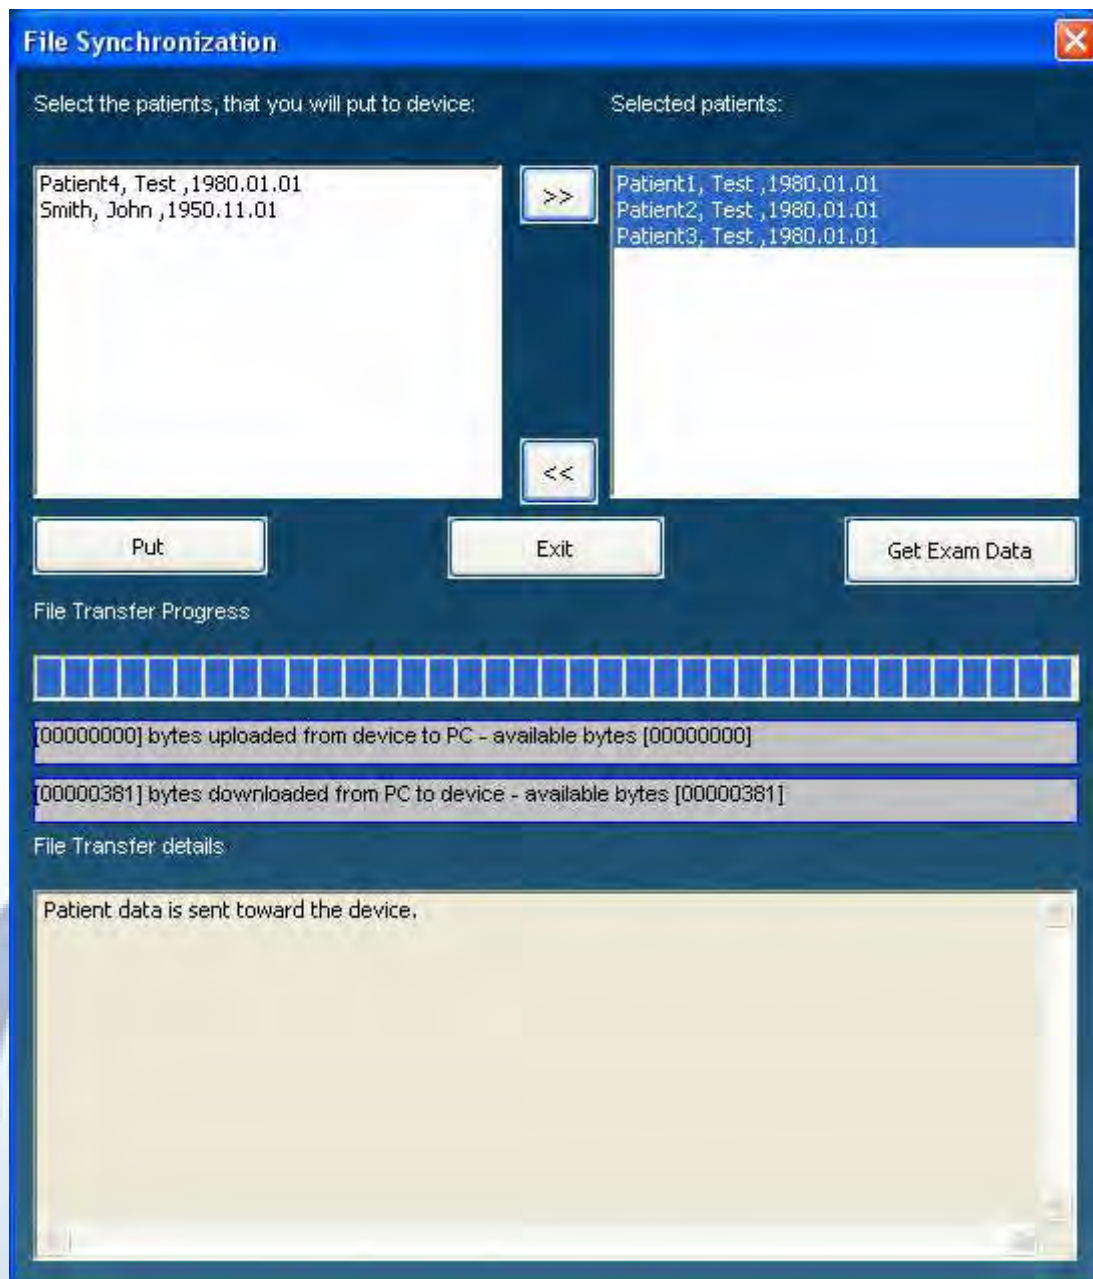 File Synchronization
Select the patients, that you will put to device:
Selected patients:
Patient4, Test ,1980.01.01
Smith, John ,1950.11.01
>>
Patient1, Test ,1980.01.01
Patient2, Test ,1980.01.01
Patient3, Test ,1980.01.01
<<
Put
Exit
Get Exam Data
File Transfer Progress
[00000000] bytes uploaded from device to PC - available bytes [00000000]
[00000381] bytes downloaded from PC to device - available bytes [00000381]
File Transfer details
Patient data is sent toward the device.